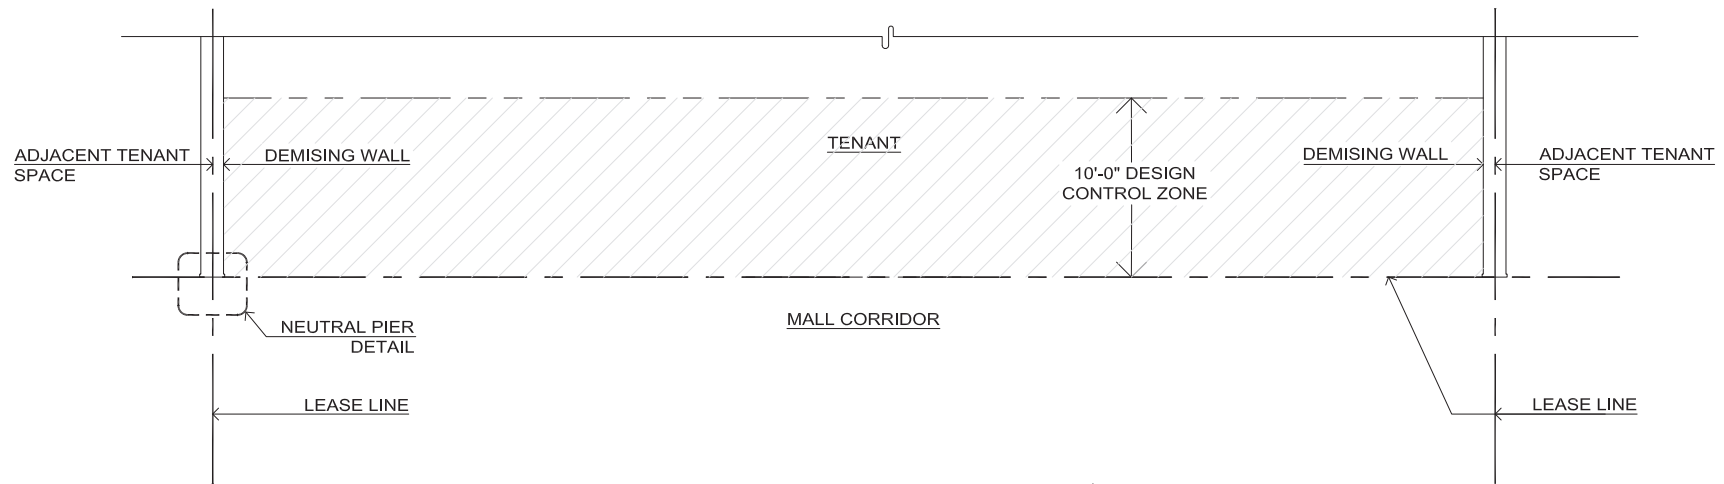 TENANT
ADJACENT TENANT
SPACE
DEMISING WALL
10'-0" DESIGN
CONTROL ZONE
DEMISING WALL
ADJACENT TENANT
SPACE
NEUTRAL PIER
DETAIL
MALL CORRIDOR
LEASE LINE
LEASE LINE